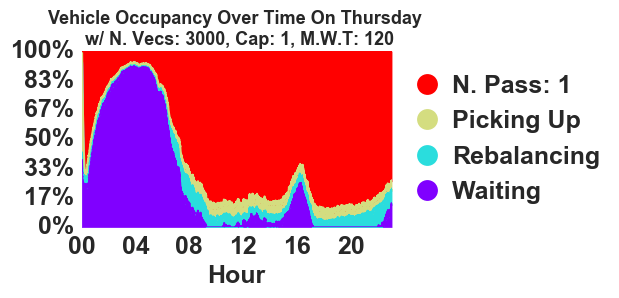 Vehicle Occupancy Over Time On Thursday
w/ N. Vecs: 3000, Cap: 1, M.W.T: 120
100%
83%
67%
50%
33%
17%
0%
00 04 08 12 16 20
Hour
N. Pass: 1
Picking Up
Rebalancing
Waiting